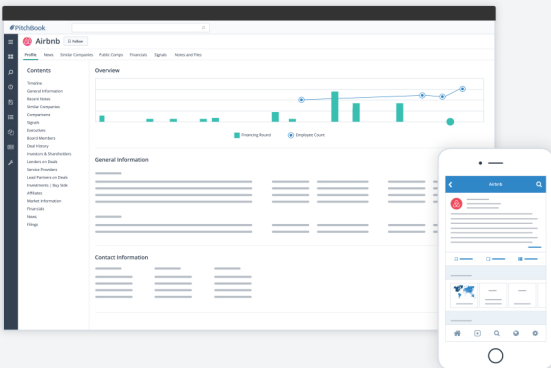 PitchBook
Airbnb
Follow
Profile News Similar Companies Public Comps Financials Signals Notes and Files
Contents
Timeline
General Information
Recent Notes
Similar Companies
Comparisons
Signals
Executives
Board Members
Deal History
Investors & Shareholders
Lenders on Deals
Service Providers
Lead Partners on Deals
Investments / Buy Side
Affiliates
Market Information
Financials
News
Filings
Overview
Financing Round Employee Count
General Information
Contact Information
Airbnb